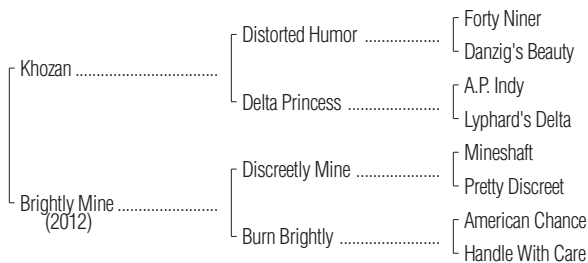 Forty Niner
Distorted Humor ....................
Danzig's Beauty
Khozan ......................................
A.P. Indy
Delta Princess .........................
Lyphard's Delta
Mineshaft
Discreetly Mine ......................
Pretty Discreet
Brightly Mine ...........................
(2012)
American Chance
Burn Brightly ...........................
Handle With Care